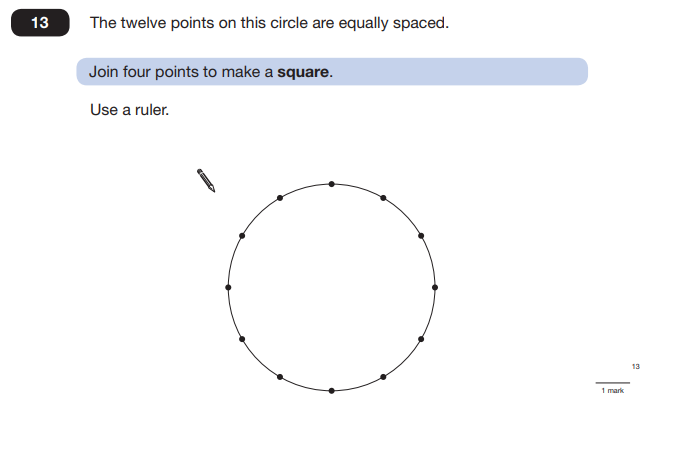 13 The twelve points on this circle are equally spaced.
Join four points to make a square.
Use a ruler.
13
1 mark